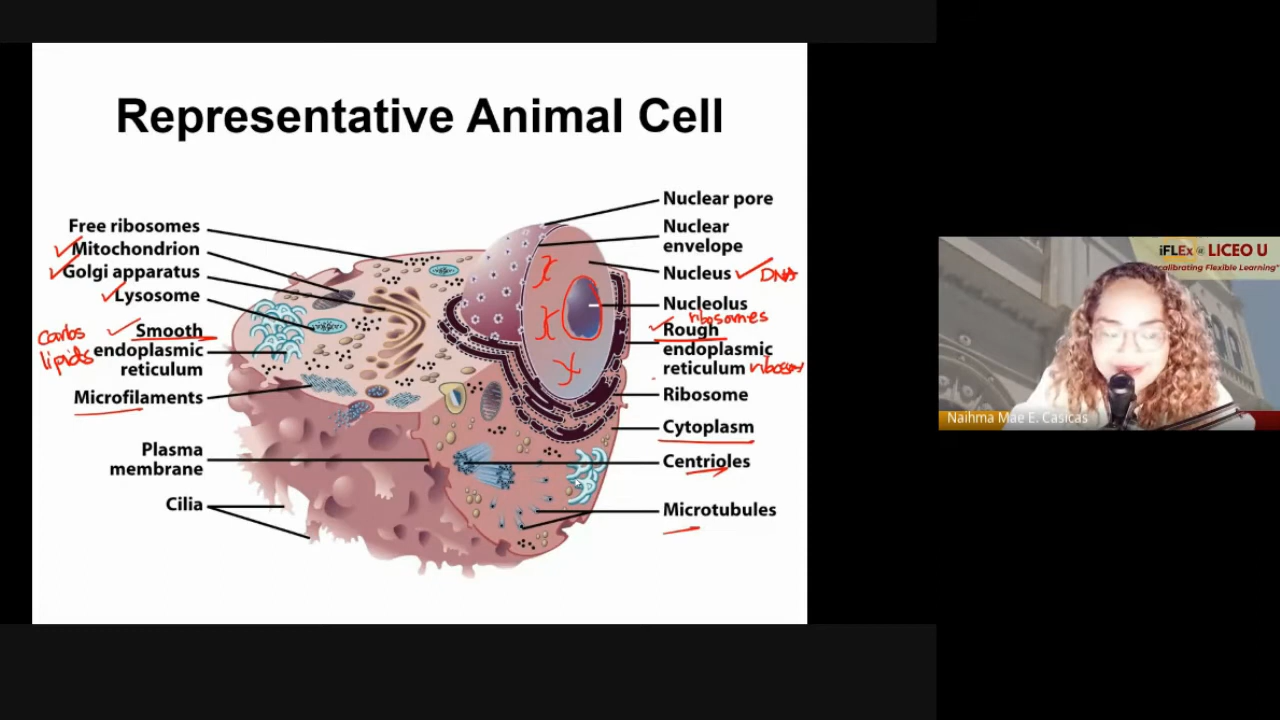 Representative Animal Cell
Free ribosomes
Mitochondrion
Golgi apparatus
Lysosome
Smooth
endoplasmic
reticulum
carbs
lipids
Microfilaments
Plasma
membrane
Cilia
Nuclear pore
Nuclear
envelope
Nucleus DNA
Nucleolus
ribosomes
Rough
endoplasmic
reticulum
Ribosome
Cytoplasm
Centrioles
Microtubules
iFLEx @ LICEO U
ecalibrating Flexible Learning"
Naihma Mae E. Casicas